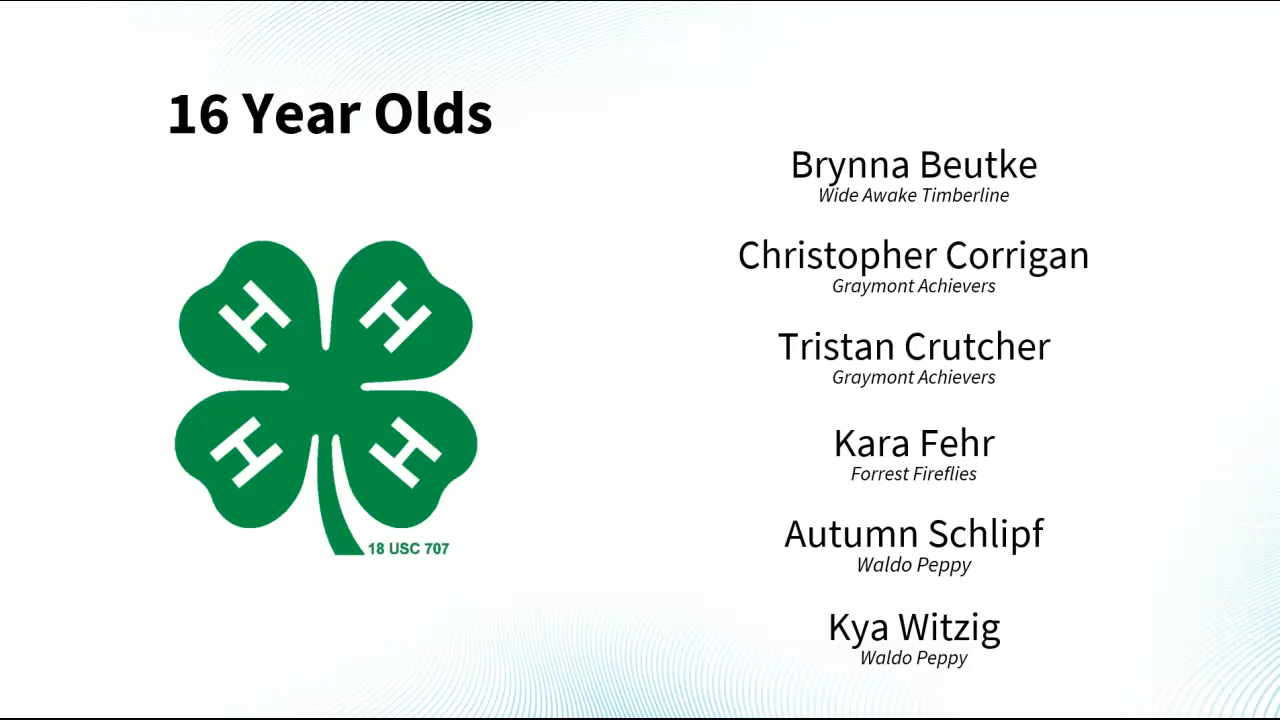 16 Year Olds
H H
H H
18 USC 707
Brynna Beutke
Wide Awake Timberline
Christopher Corrigan
Graymont Achievers
Tristan Crutcher
Graymont Achievers
Kara Fehr
Forrest Fireflies
Autumn Schlipf
Waldo Peppy
Kya Witzig
Waldo Peppy